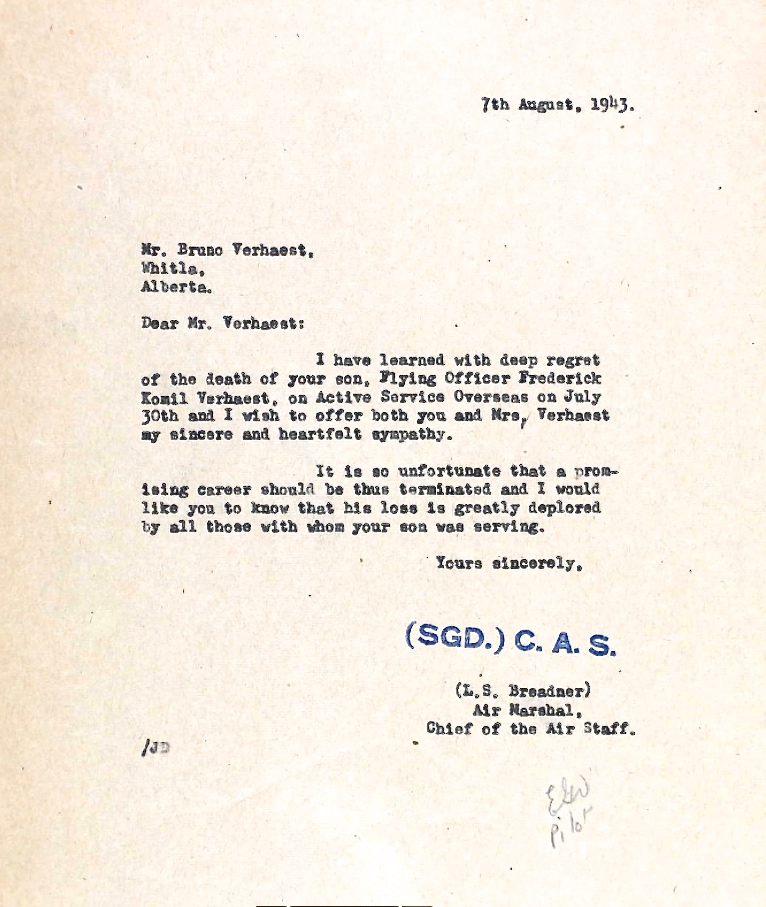 7th August, 1943.
Mr. Bruno Verhaest,
Whitla,
Alberta.
Dear Mr. Verhaest:
I have learned with deep regret
of the death of your son, Flying Officer Frederick
Komil Verhaest, on Active Service Overseas on July
30th and I wish to offer both you and Mrs, Verhaest
my sincere and heartfelt sympathy.
It is so unfortunate that a prom-
ising career should be thus terminated and I would
like you to know that his loss is greatly deplored
by all those with whom your son was serving.
Yours sincerely,
(SGD.) C. A. S.
(L.S. Breadner)
Air Marshal,
Chief of the Air Staff.
/JD
Pilot